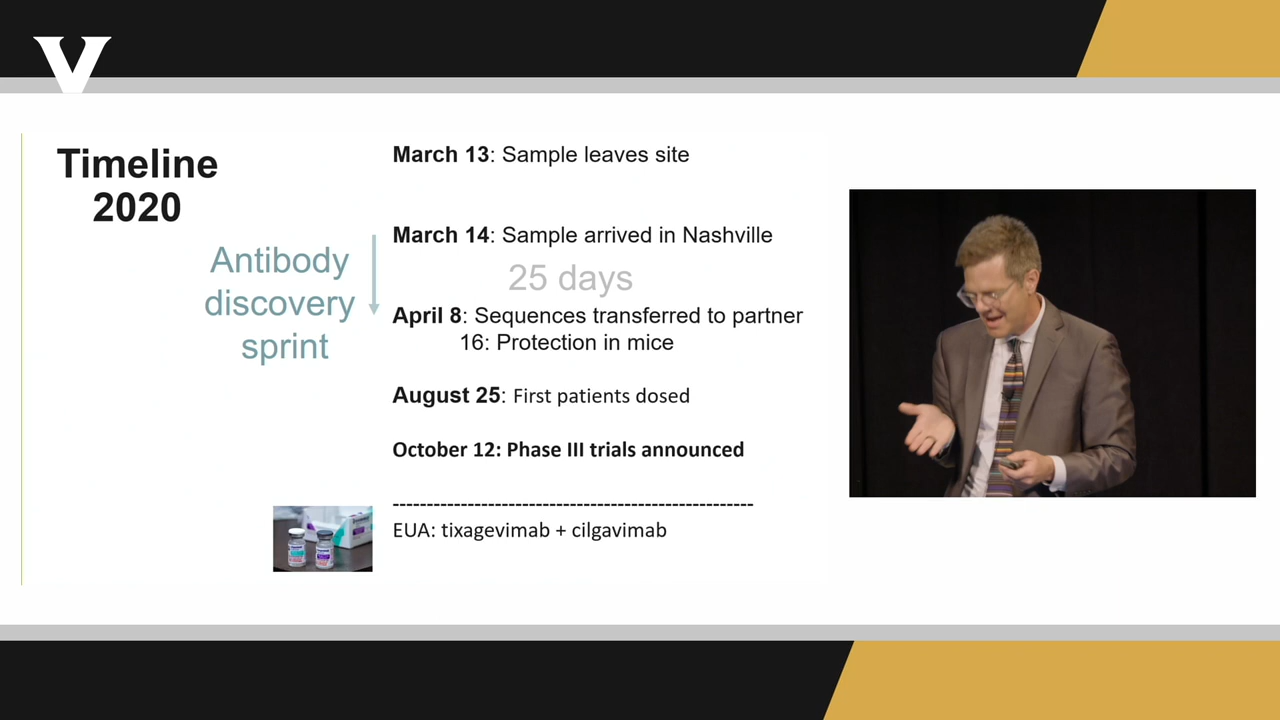 V
Timeline
2020
Antibody
discovery
sprint
March 13: Sample leaves site
March 14: Sample arrived in Nashville
25 days
April 8: Sequences transferred to partner
16: Protection in mice
August 25: First patients dosed
October 12: Phase III trials announced
----------------------------------------------------
EUA: tixagevimab + cilgavimab